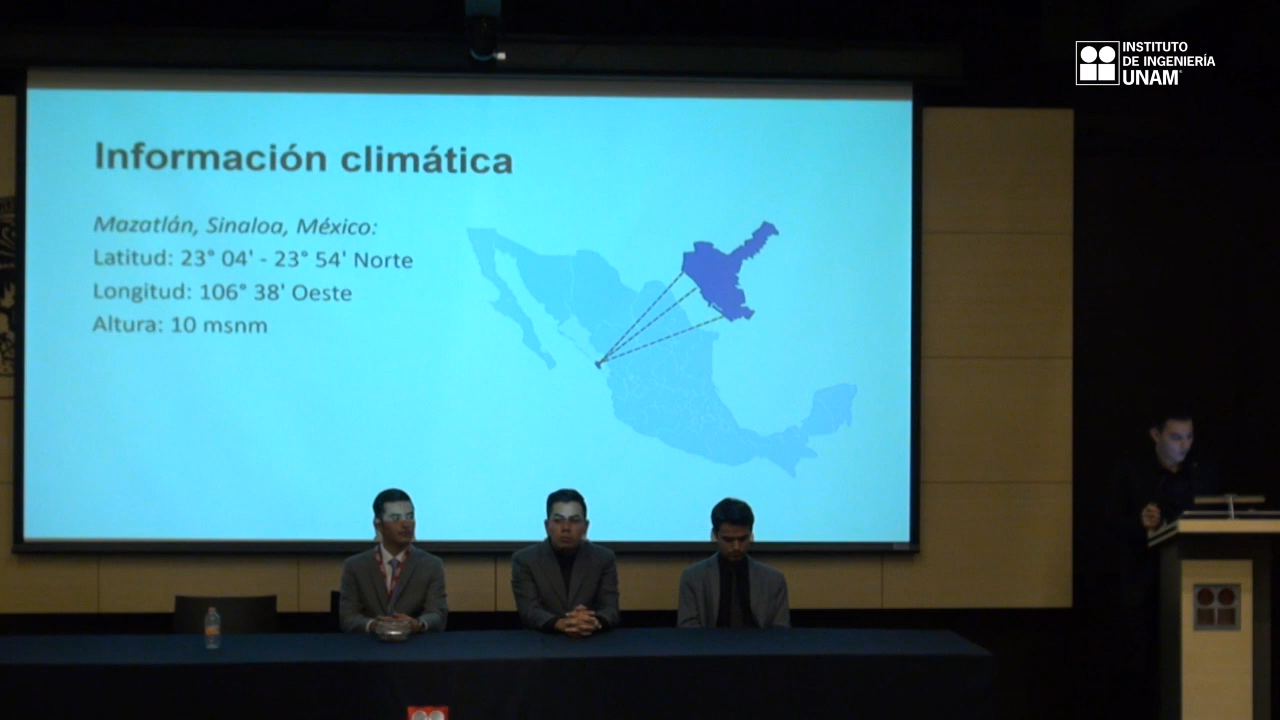 INSTITUTO
DE INGENIERÍA
UNAM
Información climática
Mazatlán, Sinaloa, México:
Latitud: 23° 04' - 23° 54' Norte
Longitud: 106° 38' Oeste
Altura: 10 msnm